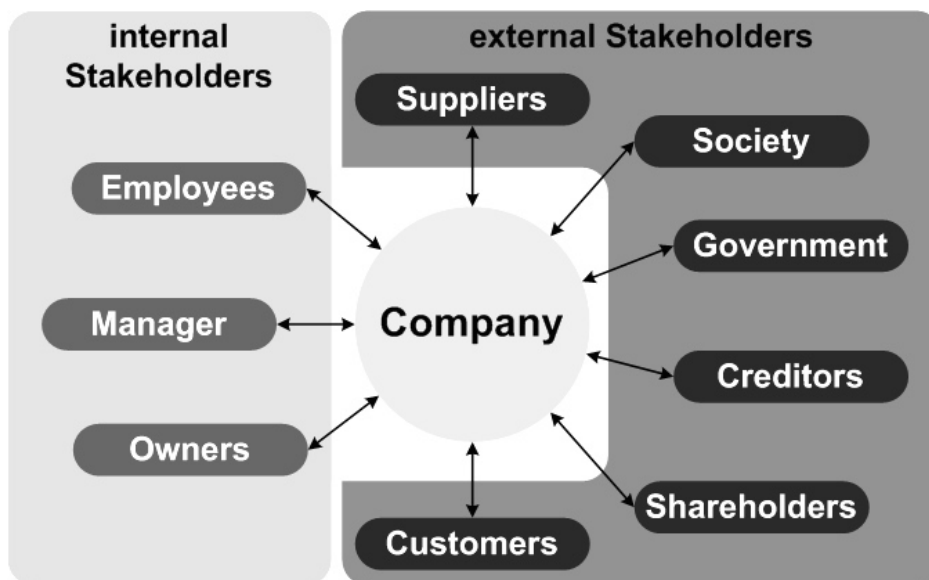 internal
Stakeholders
Employees
Manager
Owners
external Stakeholders
Suppliers
Society
Government
Creditors
Shareholders
Customers
Company